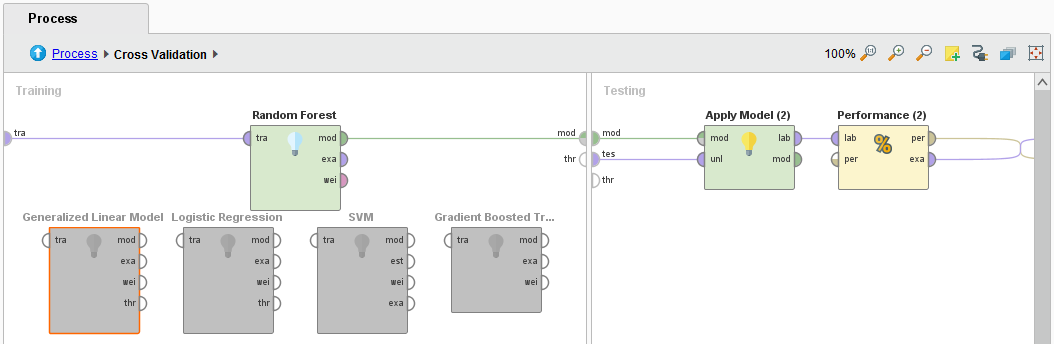 Process
Process Cross Validation 100%
Training Testing
Random Forest Apply Model (2) Performance (2)
tra tra mod mod mod mod lab lab per
exa thr tes unl mod per exa
wei thr
Generalized Linear Model Logistic Regression SVM Gradient Boosted Tr...
tra mod tra mod tra mod tra mod
exa exa est exa
wei wei wei wei
thr thr exa